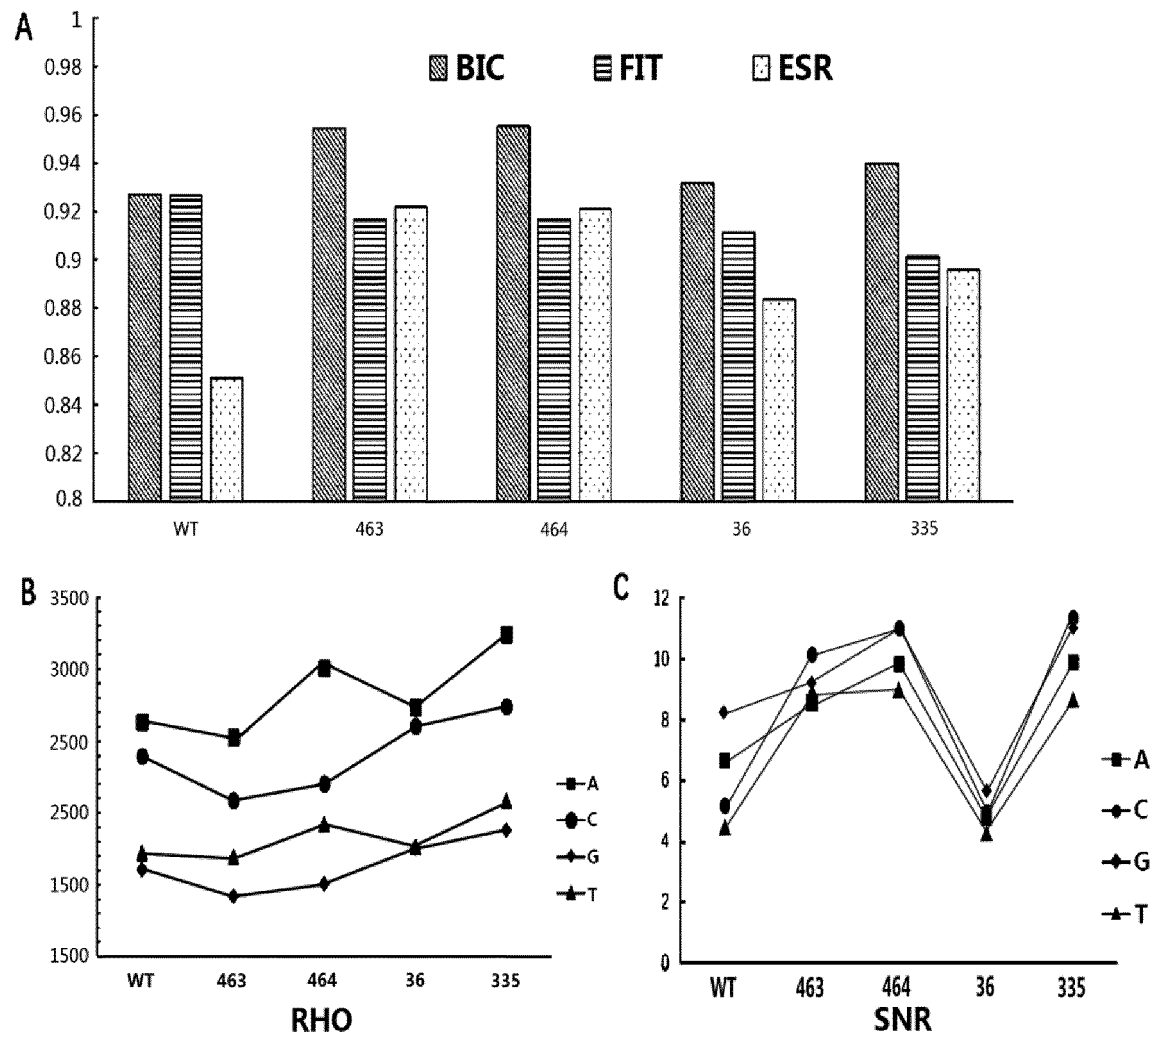 A
1
0.98
0.96
0.94
0.92
0.9
0.88
0.86
0.84
0.82
0.8
BIC FIT ESR
WT 463 464 36 335
B
3500
3000
2500
2500
1500
1500
A
C
G
T
WT 463 464 36 335
RHO
C
12
10
8
6
4
2
0
A
C
G
T
WT 463 464 36 335
SNR